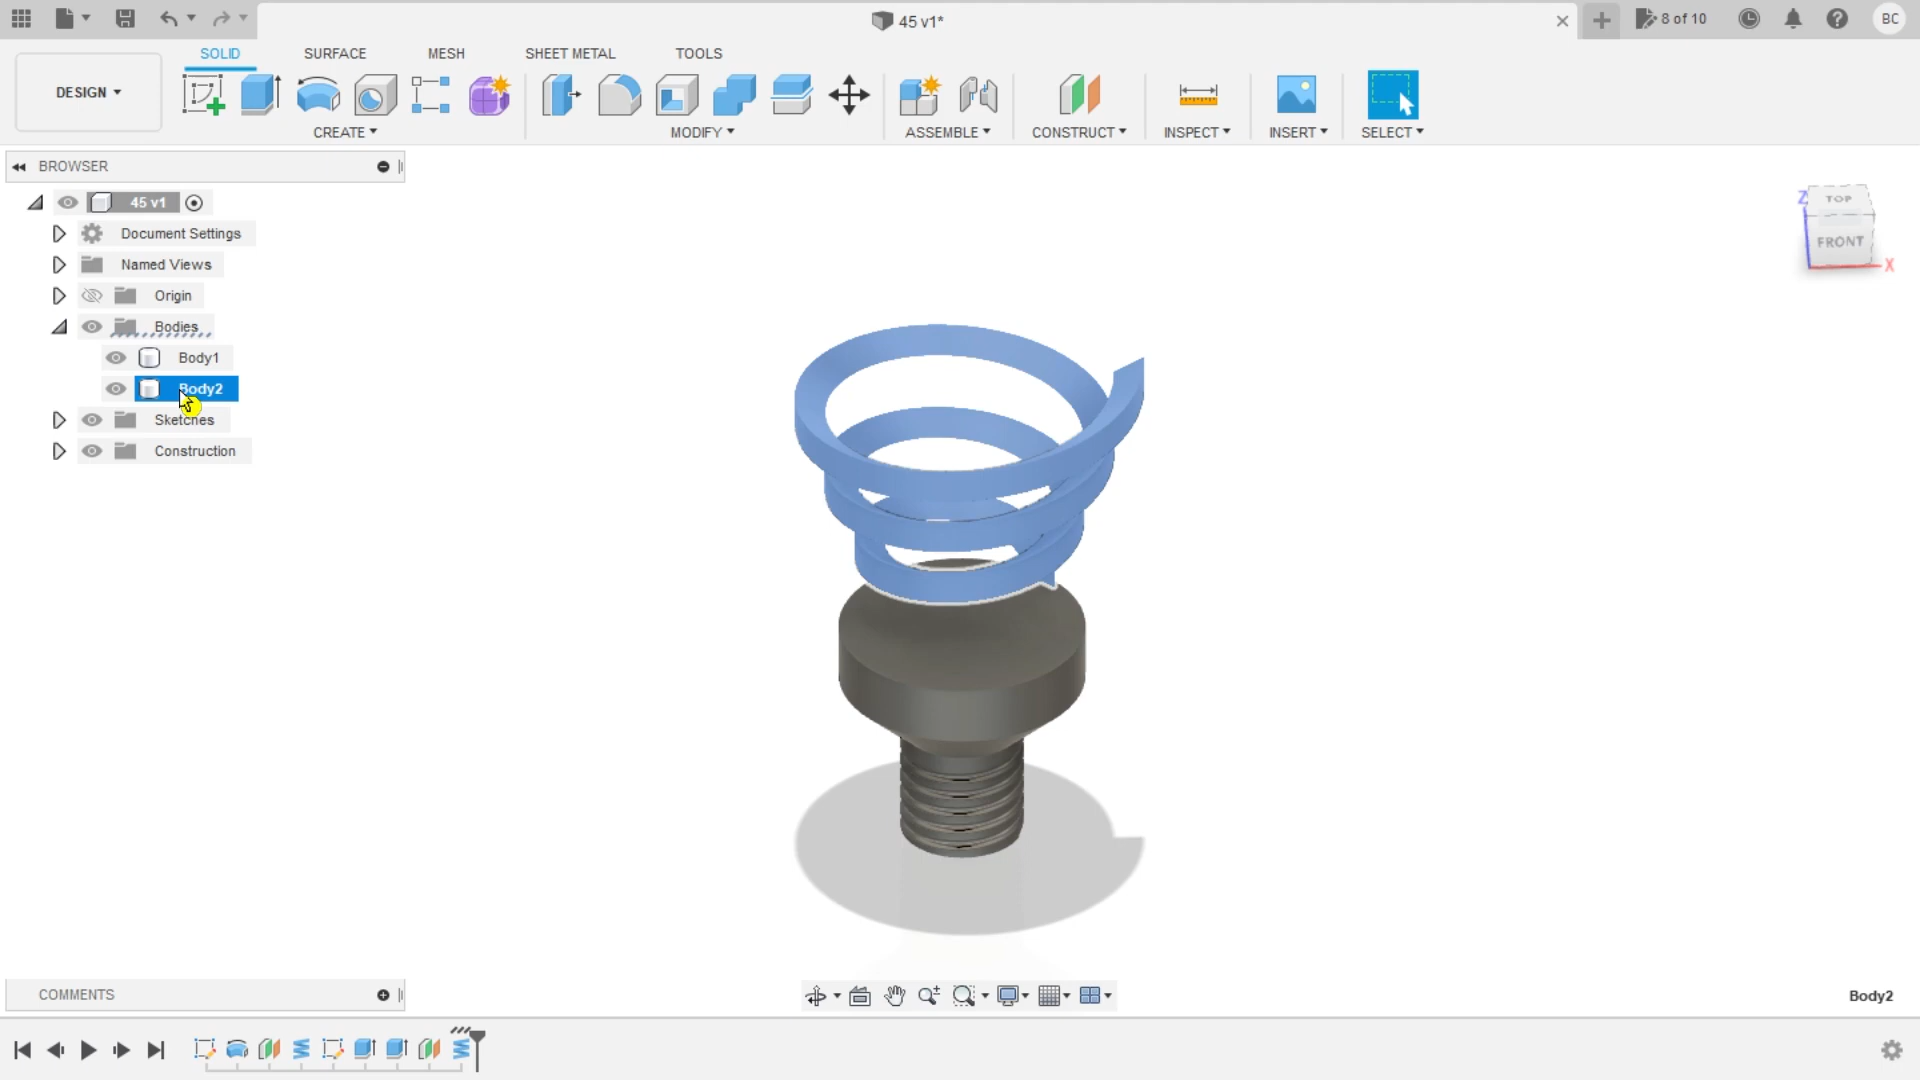 45 v1*
8 of 10
BC
SOLID
SURFACE
MESH
SHEET METAL
TOOLS
DESIGN
CREATE
MODIFY
ASSEMBLE
CONSTRUCT
INSPECT
INSERT
SELECT
BROWSER
45 v1
Document Settings
Named Views
Origin
Bodies
Body1
Body2
Sketches
Construction
TOP
FRONT
Z
X
COMMENTS
Body2